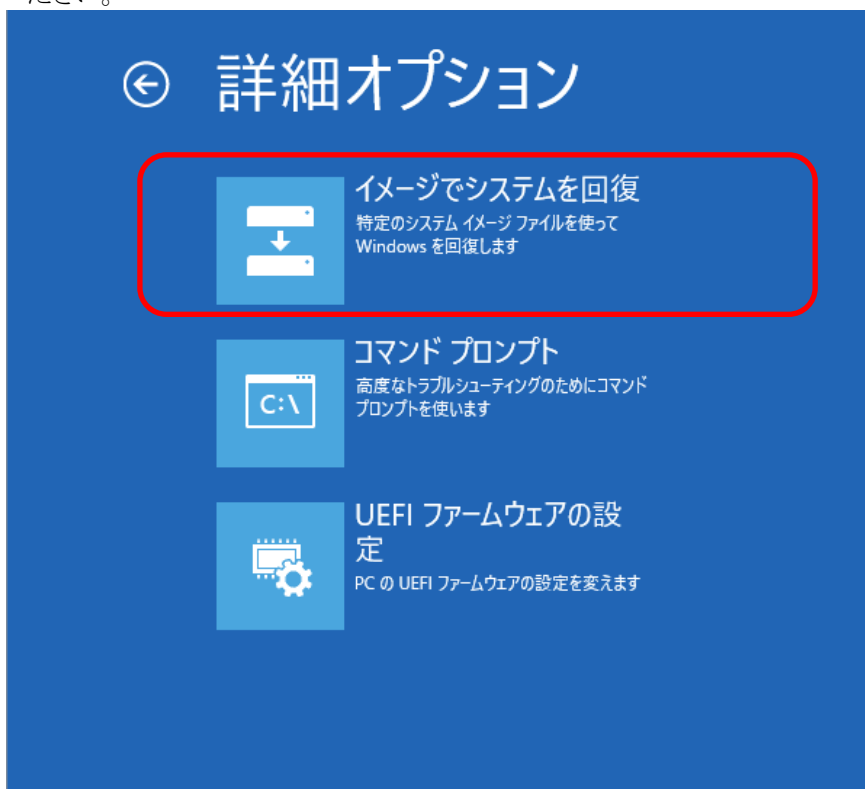 ださい。
詳細オプション
イメージでシステムを回復
特定のシステム イメージ ファイルを使って
Windows を回復します
コマンド プロンプト
高度なトラブルシューティングのためにコマンド
プロンプトを使います
C:\
UEFI ファームウェアの設
定
PC の UEFI ファームウェアの設定を変えます